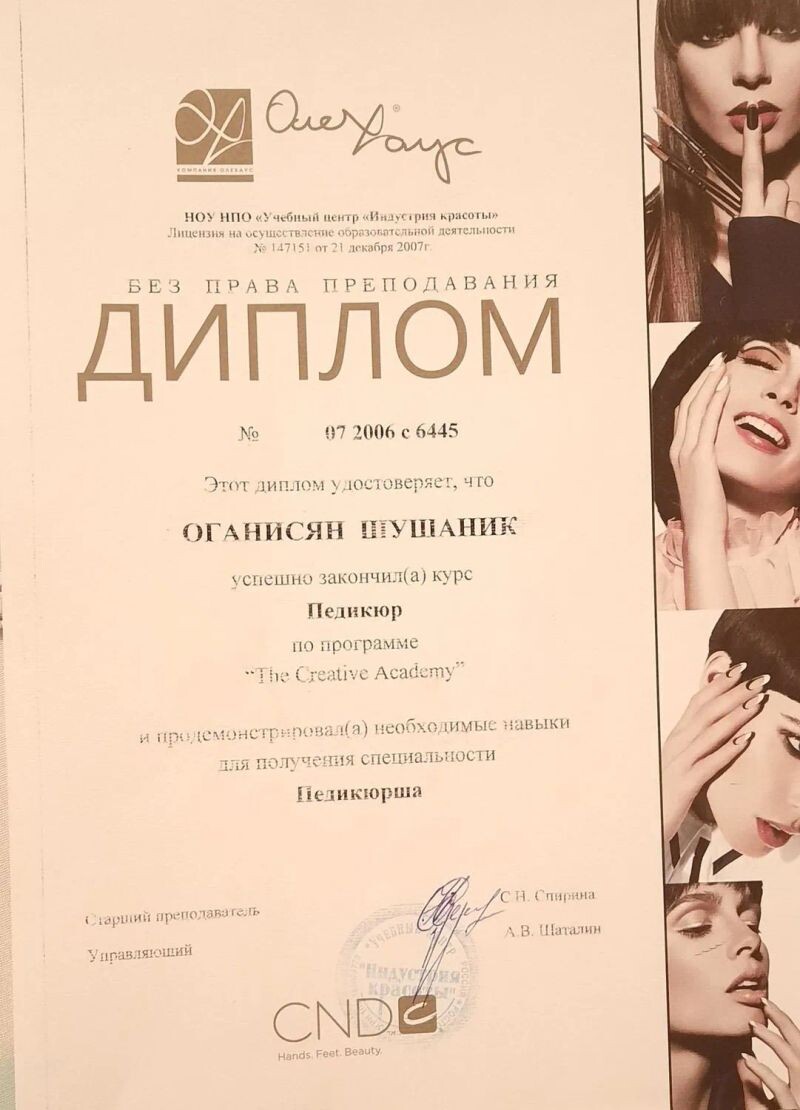 КОМПАНИЯ ОЛЕХАУС
ОлеХаус®
НОУ НПО «Учебный центр «Индустрия красоты»
Лицензия на осуществление образовательной деятельности
№ 147151 от 21 декабря 2007г.
БЕЗ ПРАВА ПРЕПОДАВАНИЯ
ДИПЛОМ
№ 07 2006 с 6445
Этот диплом удостоверяет, что
ОГАНИСЯН ШУШАНИК
успешно закончил(а) курс
Педикюр
по программе
“The Creative Academy”
и продемонстрировал(а) необходимые навыки
для получения специальности
Педикюрша
Старший преподаватель С.Н. Спирина
Управляющий А.В. Шаталин
"Индустрия
красоты"
CND
Hands. Feet. Beauty.